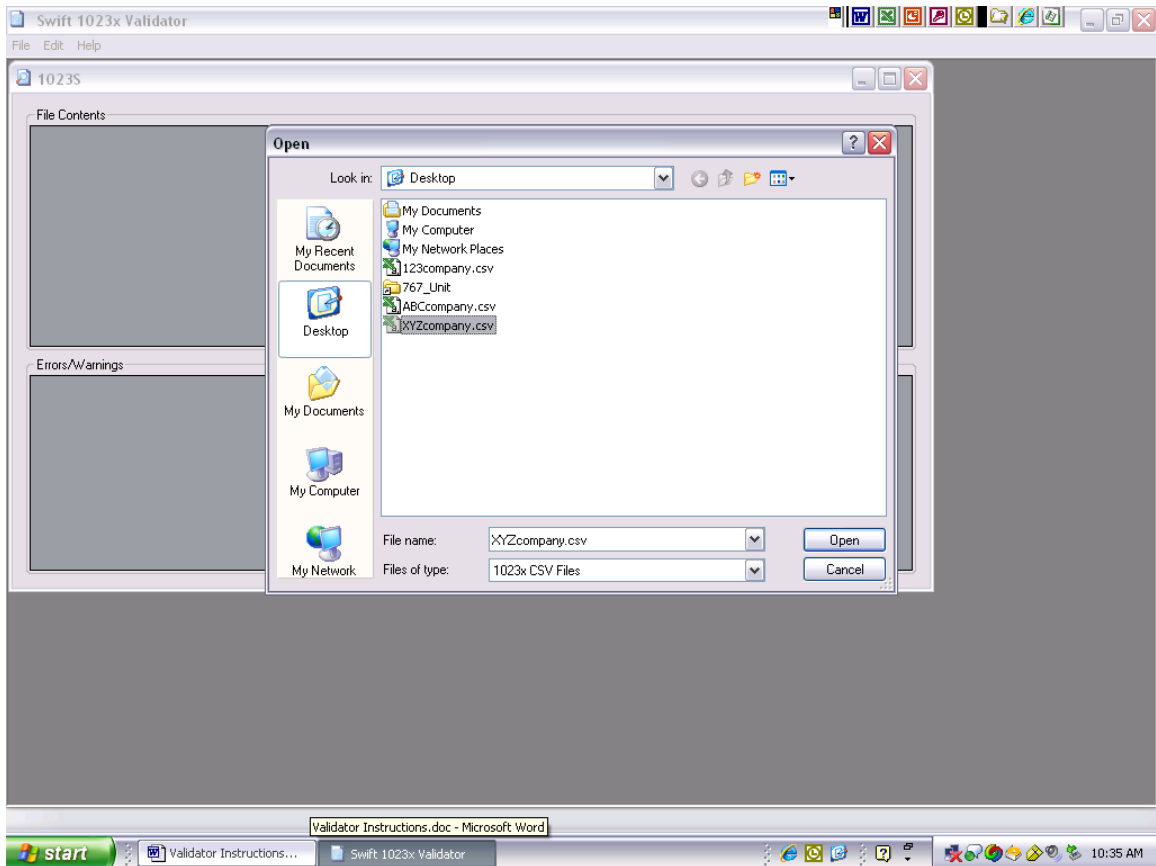 Swift 1023x Validator
File Edit Help
1023S
File Contents
Open
Look in: Desktop
My Recent
Documents
Desktop
My Documents
My Computer
My Network
My Documents
My Computer
My Network Places
123company.csv
767_Unit
ABCcompany.csv
XYZcompany.csv
File name: XYZcompany.csv Open
Files of type: 1023x CSV Files Cancel
Errors/Warnings
Validator Instructions.doc - Microsoft Word
start Validator Instructions... Swift 1023x Validator 10:35 AM